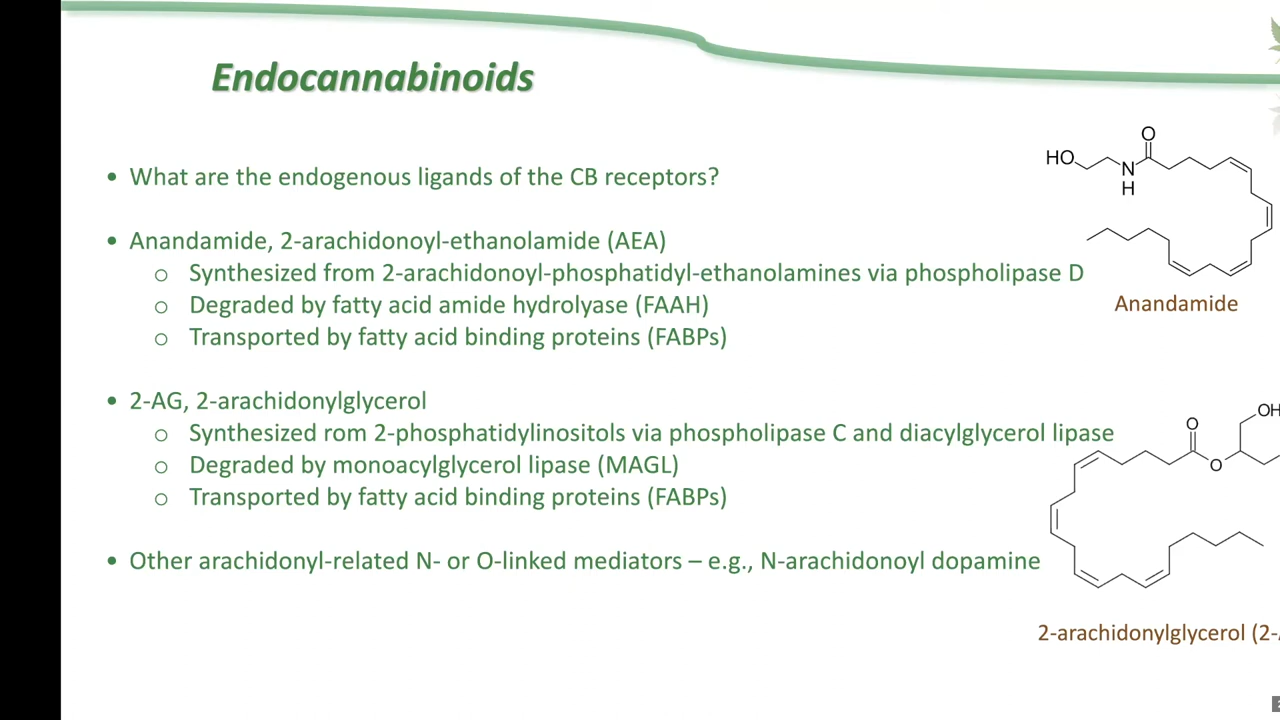 Endocannabinoids
• What are the endogenous ligands of the CB receptors?
• Anandamide, 2-arachidonoyl-ethanolamide (AEA)
o Synthesized from 2-arachidonoyl-phosphatidyl-ethanolamines via phospholipase D
o Degraded by fatty acid amide hydrolyase (FAAH)
o Transported by fatty acid binding proteins (FABPs)
• 2-AG, 2-arachidonylglycerol
o Synthesized rom 2-phosphatidylinositols via phospholipase C and diacylglycerol lipase
o Degraded by monoacylglycerol lipase (MAGL)
o Transported by fatty acid binding proteins (FABPs)
• Other arachidonyl-related N- or O-linked mediators – e.g., N-arachidonoyl dopamine
O
HO
N
H
Anandamide
OH
O
O
2-arachidonylglycerol (2-